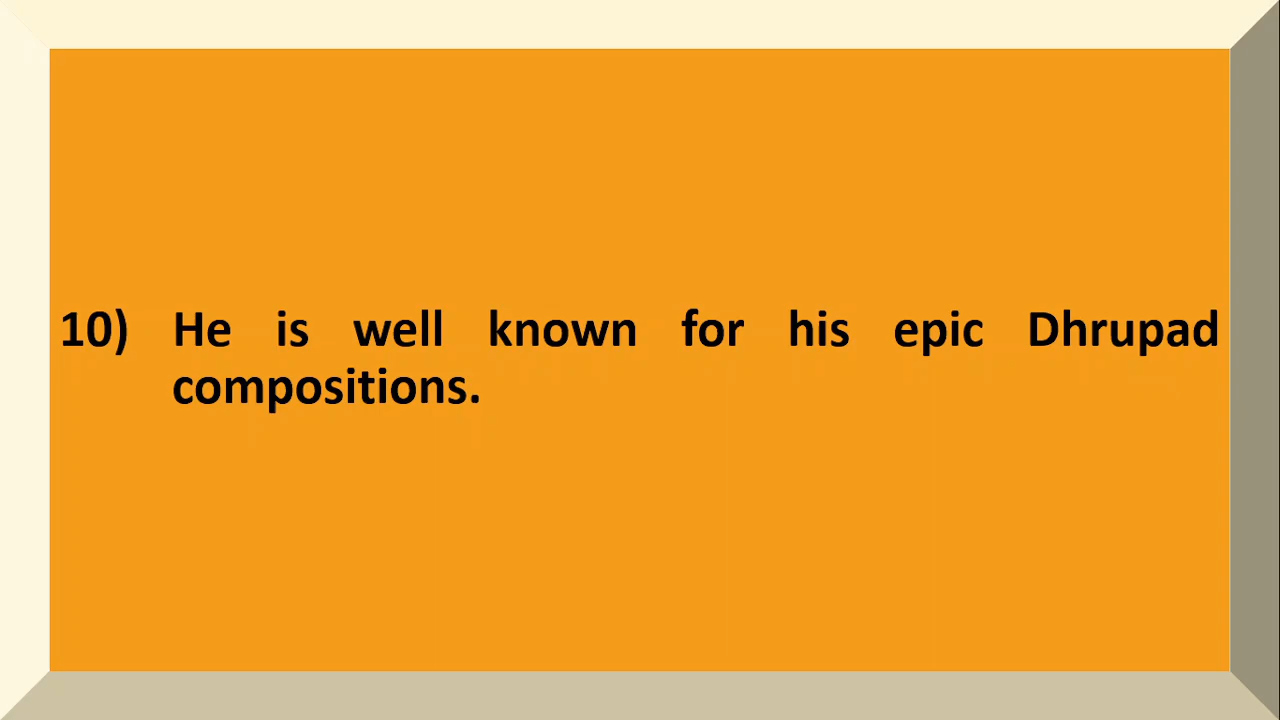 10) He is well known for his epic Dhrupad
compositions.